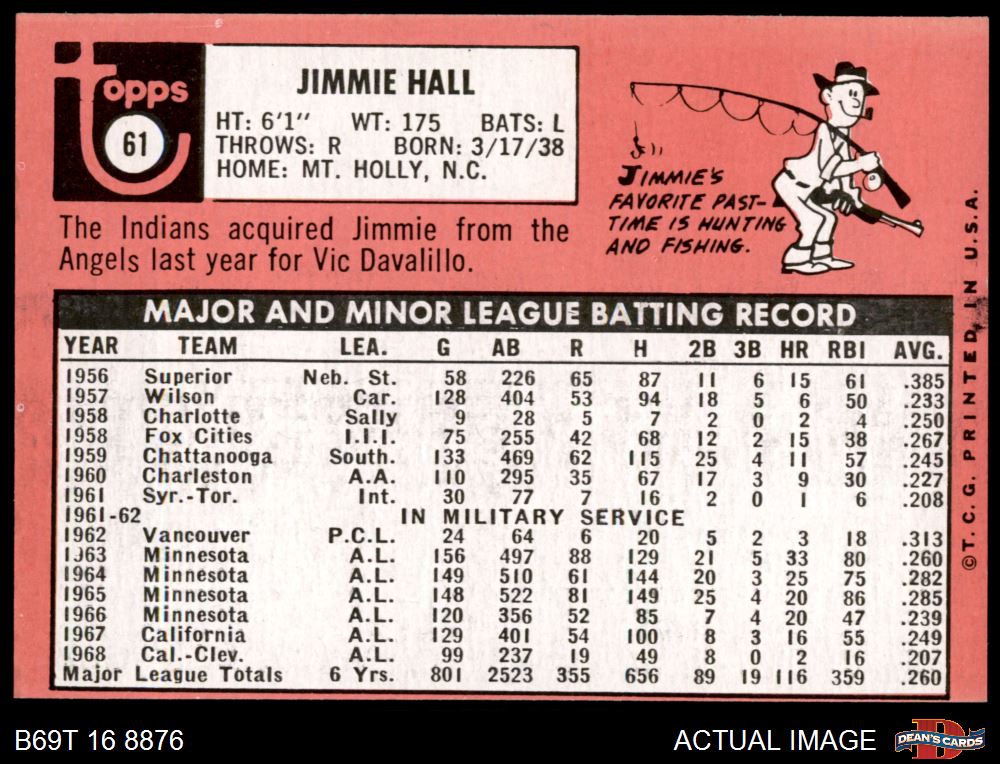 Topps
61
JIMMIE HALL
HT: 6'1" WT: 175 BATS: L
THROWS: R BORN: 3/17/38
HOME: MT. HOLLY, N.C.
The Indians acquired Jimmie from the
Angels last year for Vic Davalillo.
JIMMIE'S
FAVORITE PAST-
TIME IS HUNTING
AND FISHING.
MAJOR AND MINOR LEAGUE BATTING RECORD
YEAR TEAM LEA. G AB R H 2B 3B HR RBI AVG.
1956 Superior Neb. St. 58 226 65 87 11 6 15 61 .385
1957 Wilson Car. 128 404 53 94 18 5 6 50 .233
1958 Charlotte Sally 9 28 5 7 2 0 2 4 .250
1958 Fox Cities I.I.I. 75 255 42 68 12 2 15 38 .267
1959 Chattanooga South. 133 469 62 115 25 4 11 57 .245
1960 Charleston A.A. 110 295 35 67 17 3 9 30 .227
1961 Syr.-Tor. Int. 30 77 7 16 2 0 1 6 .208
1961-62 IN MILITARY SERVICE
1962 Vancouver P.C.L. 24 64 6 20 5 2 3 18 .313
1963 Minnesota A.L. 156 497 88 129 21 5 33 80 .260
1964 Minnesota A.L. 149 510 61 144 20 3 25 75 .282
1965 Minnesota A.L. 148 522 81 149 25 4 20 86 .285
1966 Minnesota A.L. 120 356 52 85 7 4 20 47 .239
1967 California A.L. 129 401 54 100 8 3 16 55 .249
1968 Cal.-Clev. A.L. 99 237 19 49 8 0 2 16 .207
Major League Totals 6 Yrs. 801 2523 355 656 89 19 116 359 .260
© T.C.G. PRINTED IN U.S.A.
B69T 16 8876
ACTUAL IMAGE
D
DEAN'S CARDS